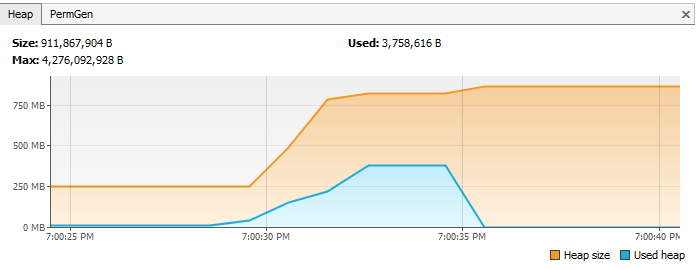 Heap PermGen
Size: 911,867,904 B Used: 3,758,616 B
Max: 4,276,092,928 B
750 MB
500 MB
250 MB
0 MB
7:00:25 PM 7:00:30 PM 7:00:35 PM 7:00:40 PM
Heap size Used heap